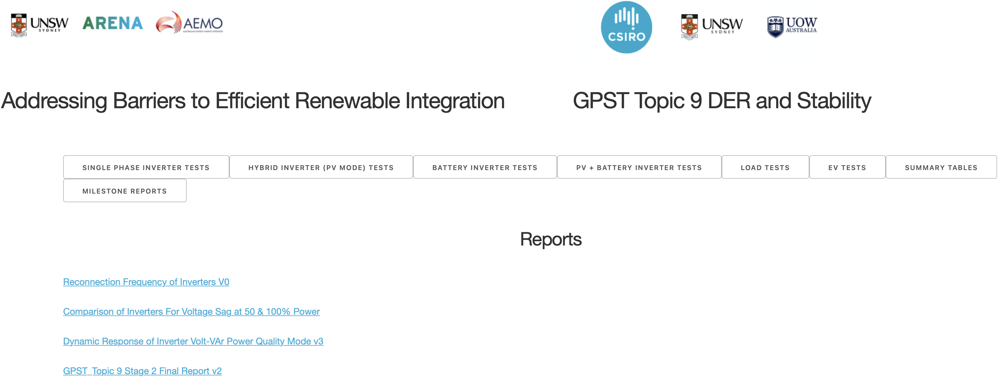 UNSW
SYDNEY
ARENA
AEMO
AUSTRALIAN ENERGY MARKET OPERATOR
CSIRO
UNSW
SYDNEY
UOW
AUSTRALIA
Addressing Barriers to Efficient Renewable Integration
GPST Topic 9 DER and Stability
SINGLE PHASE INVERTER TESTS
HYBRID INVERTER (PV MODE) TESTS
BATTERY INVERTER TESTS
PV + BATTERY INVERTER TESTS
LOAD TESTS
EV TESTS
SUMMARY TABLES
MILESTONE REPORTS
Reports
Reconnection Frequency of Inverters V0
Comparison of Inverters For Voltage Sag at 50 & 100% Power
Dynamic Response of Inverter Volt-VAr Power Quality Mode v3
GPST_Topic 9 Stage 2 Final Report v2